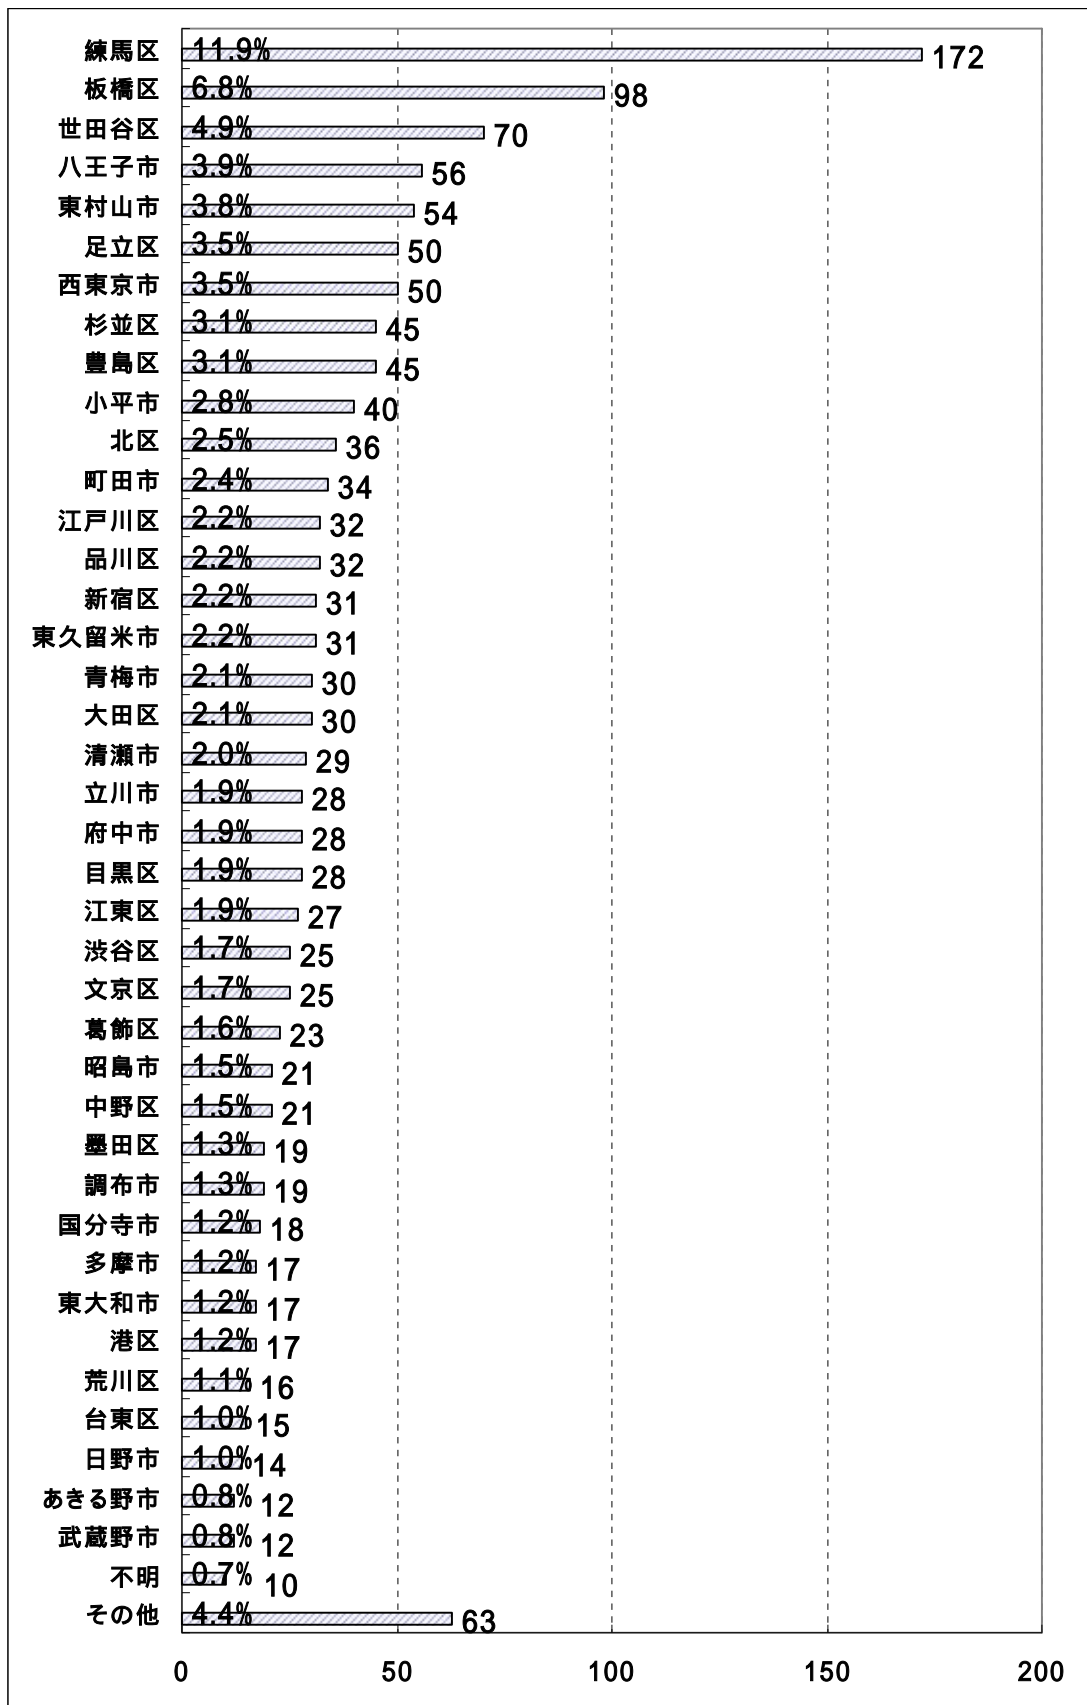 練馬区 11.9% 172
板橋区 6.8% 98
世田谷区 4.9% 70
八王子市 3.9% 56
東村山市 3.8% 54
足立区 3.5% 50
西東京市 3.5% 50
杉並区 3.1% 45
豊島区 3.1% 45
小平市 2.8% 40
北区 2.5% 36
町田市 2.4% 34
江戸川区 2.2% 32
品川区 2.2% 32
新宿区 2.2% 31
東久留米市 2.2% 31
青梅市 2.1% 30
大田区 2.1% 30
清瀬市 2.0% 29
立川市 1.9% 28
府中市 1.9% 28
目黒区 1.9% 28
江東区 1.9% 27
渋谷区 1.7% 25
文京区 1.7% 25
葛飾区 1.6% 23
昭島市 1.5% 21
中野区 1.5% 21
墨田区 1.3% 19
調布市 1.3% 19
国分寺市 1.2% 18
多摩市 1.2% 17
東大和市 1.2% 17
港区 1.2% 17
荒川区 1.1% 16
台東区 1.0% 15
日野市 1.0% 14
あきる野市 0.8% 12
武蔵野市 0.8% 12
不明 0.7% 10
その他 4.4% 63
0 50 100 150 200